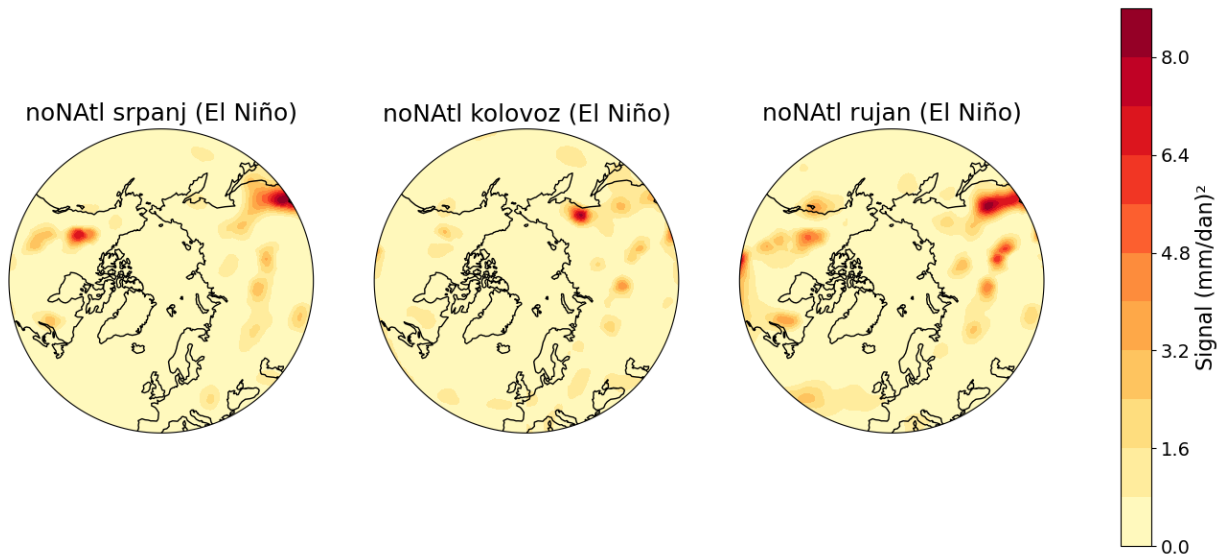 noNAtl srpanj (El Niño)
noNAtl kolovoz (El Niño)
noNAtl rujan (El Niño)
8.0
6.4
4.8
3.2
1.6
0.0
Signal (mm/dan)²